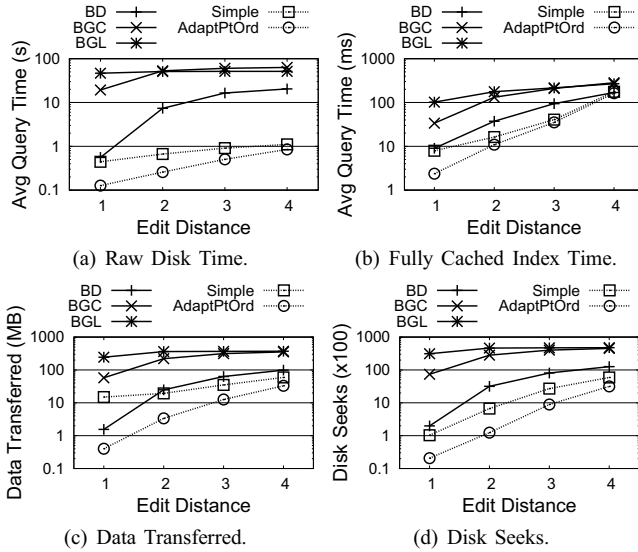 BD Simple
BGC AdaptPtOrd
BGL
Avg Query Time (s)
100
10
1
0.1
1 2 3 4
Edit Distance
(a) Raw Disk Time.
BD Simple
BGC AdaptPtOrd
BGL
Avg Query Time (ms)
1000
100
10
1
1 2 3 4
Edit Distance
(b) Fully Cached Index Time.
BD Simple
BGC AdaptPtOrd
BGL
Data Transferred (MB)
1000
100
10
1
0.1
1 2 3 4
Edit Distance
(c) Data Transferred.
BD Simple
BGC AdaptPtOrd
BGL
Disk Seeks (x100)
1000
100
10
1
0.1
1 2 3 4
Edit Distance
(d) Disk Seeks.